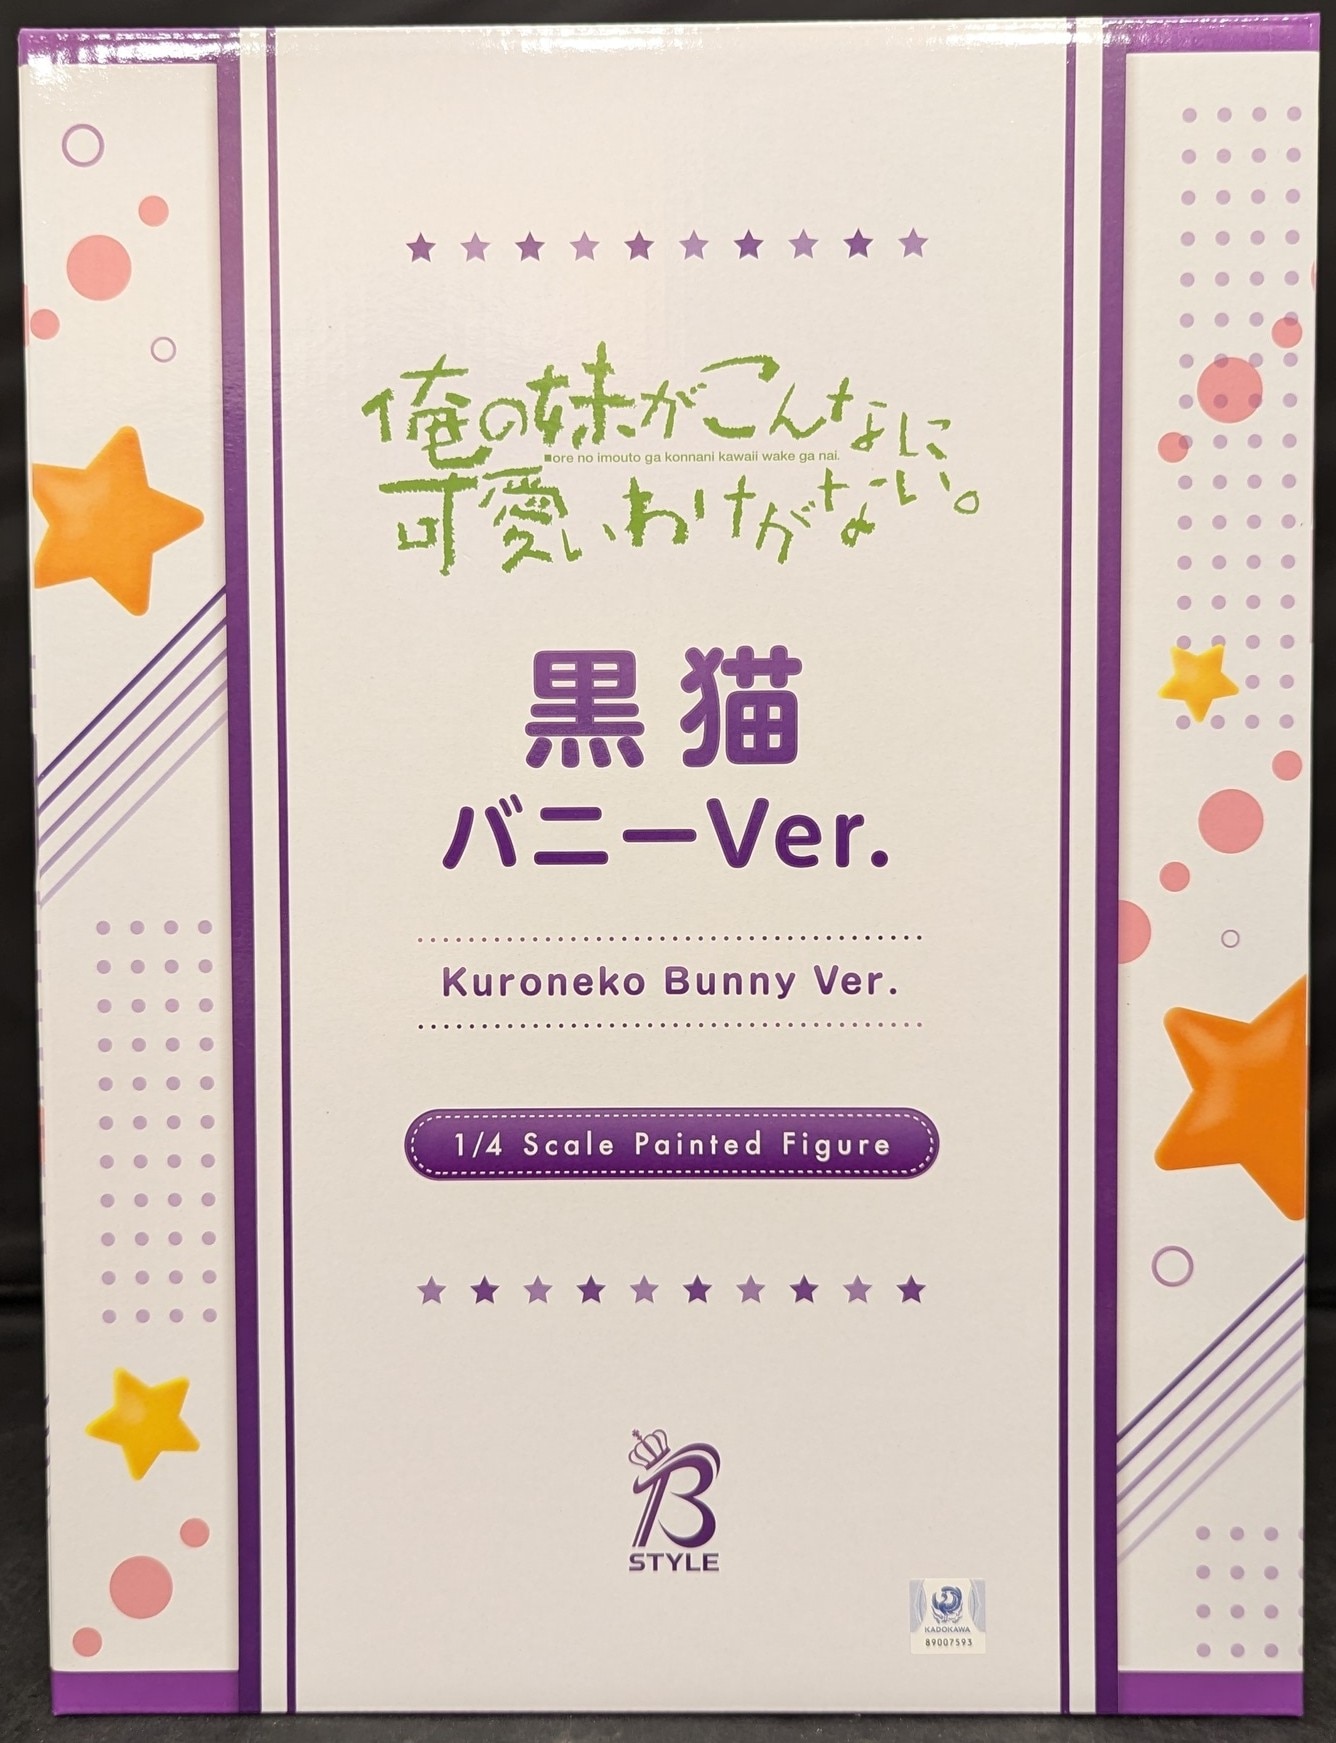 俺の妹がこんなに
■ore no imouto ga konnani kawaii wake ga nai.
可愛いわけがない。
黒猫
バニーVer.
Kuroneko Bunny Ver.
1/4 Scale Painted Figure
B
STYLE
KADOKAWA
89007593